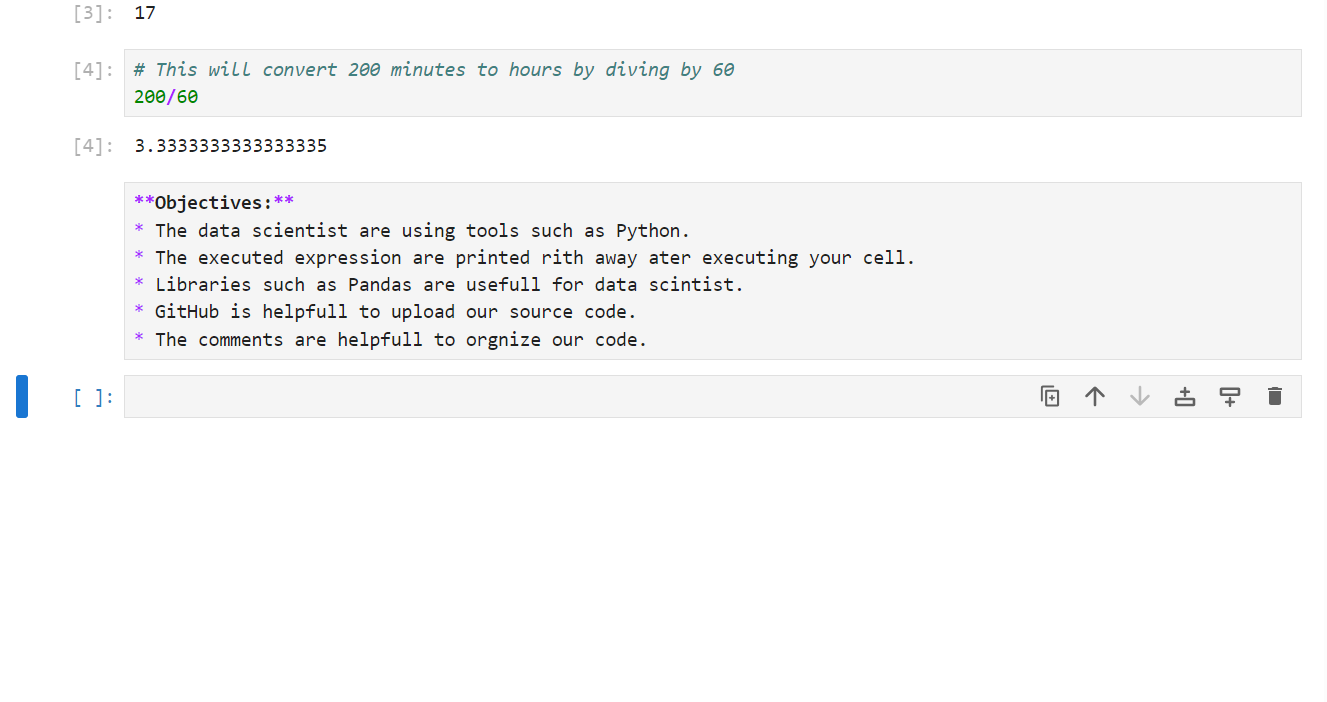 [3]: 17
[4]: # This will convert 200 minutes to hours by diving by 60
200/60
[4]: 3.3333333333333335
**Objectives:**
* The data scientist are using tools such as Python.
* The executed expression are printed rith away ater executing your cell.
* Libraries such as Pandas are usefull for data scintist.
* GitHub is helpfull to upload our source code.
* The comments are helpfull to orgnize our code.
[ ]: